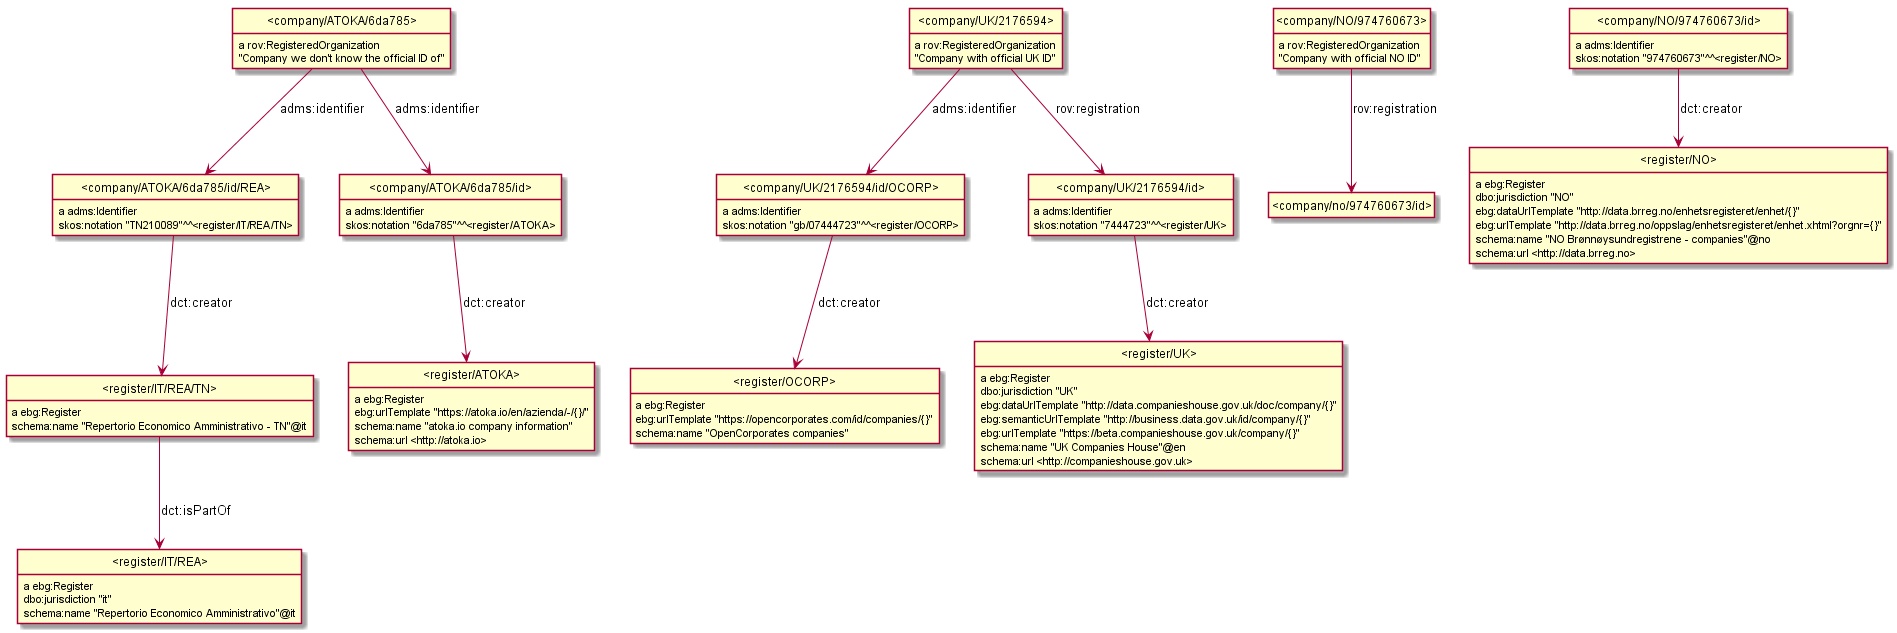 <company/ATOKA/6da785>
a rov:RegisteredOrganization
"Company we don't know the official ID of"
adms:identifier
adms:identifier
<company/ATOKA/6da785/id/REA>
a adms:Identifier
skos:notation "TN210089"^^<register/IT/REA/TN>
<company/ATOKA/6da785/id>
a adms:Identifier
skos:notation "6da785"^^<register/ATOKA>
dct:creator
dct:creator
<register/IT/REA/TN>
a ebg:Register
schema:name "Repertorio Economico Amministrativo - TN"@it
<register/ATOKA>
a ebg:Register
ebg:urlTemplate "https://atoka.io/en/azienda/-/{}/"
schema:name "atoka.io company information"
schema:url <http://atoka.io>
dct:isPartOf
<register/IT/REA>
a ebg:Register
dbo:jurisdiction "it"
schema:name "Repertorio Economico Amministrativo"@it
<company/UK/2176594>
a rov:RegisteredOrganization
"Company with official UK ID"
adms:identifier
rov:registration
<company/UK/2176594/id/OCORP>
a adms:Identifier
skos:notation "gb/07444723"^^<register/OCORP>
<company/UK/2176594/id>
a adms:Identifier
skos:notation "7444723"^^<register/UK>
dct:creator
dct:creator
<register/OCORP>
a ebg:Register
ebg:urlTemplate "https://opencorporates.com/id/companies/{}"
schema:name "OpenCorporates companies"
<register/UK>
a ebg:Register
dbo:jurisdiction "UK"
ebg:dataUrlTemplate "http://data.companieshouse.gov.uk/doc/company/{}"
ebg:semanticUrlTemplate "http://business.data.gov.uk/id/company/{}"
ebg:urlTemplate "https://beta.companieshouse.gov.uk/company/{}"
schema:name "UK Companies House"@en
schema:url <http://companieshouse.gov.uk>
<company/NO/974760673>
a rov:RegisteredOrganization
"Company with official NO ID"
rov:registration
<company/no/974760673/id>
<company/NO/974760673/id>
a adms:Identifier
skos:notation "974760673"^^<register/NO>
dct:creator
<register/NO>
a ebg:Register
dbo:jurisdiction "NO"
ebg:dataUrlTemplate "http://data.brreg.no/enhetsregisteret/enhet/{}"
ebg:urlTemplate "http://data.brreg.no/oppslag/enhetsregisteret/enhet.xhtml?orgnr={}"
schema:name "NO Brønnøysundregistrene - companies"@no
schema:url <http://data.brreg.no>